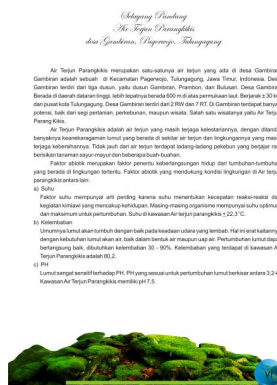 Selayang Pandang
Air Terjun Parangkikis
desa Gambiran, Pagerwojo, Tulungagung
Air Terjun Parangkikis merupakan satu-satunya air terjun yang ada di desa Gambiran.
Gambiran adalah sebuah di Kecamatan Pagerwojo, Tulungagung, Jawa Timur, Indonesia. Desa
Gambiran terdiri dari tiga dusun, yaitu dusun Gambiran, Prambon, dan Bulusari. Desa Gambiran
Berada di daerah dataran tinggi, lebih tepatnya berada 600 m di atas permukaan laut. Berjarak ± 30 km
dari pusat kota Tulungagung. Desa Gambiran terdiri dari 2 RW dan 7 RT. Di Gambiran terdapat banyak
potensi, baik dari segi pertanian, perkebunan, maupun wisata. Salah satu wisatanya yaitu Air Terjun
Parang Kikis.
Air Terjun Parangkikis adalah air terjun yang masih terjaga kelestariannya, dengan ditandai
banyaknya keanekaragaman lumut yang berada di sekitar air terjun dan lingkungannya yang masih
terjaga kebersihannya. Tidak jauh dari air terjun terdapat ladang-ladang pekebun yang berjajar rapi
berisikan tanaman sayur-mayur dan beberapa buah-buahan.
Faktor abiotik merupakan faktor penentu kebertangsungan hidup dari tumbuhan-tumbuhan
yang berada di lingkungan tertentu. Faktor abiotik yang mendukung kondisi lingkungan di Air terjun
parangkikis antara lain:
a) Suhu
Faktor suhu mempunyai arti penting karena suhu menentukan kecepatan reaksi-reaksi dan
kegiatan kimiawi yang mencakup kehidupan. Masing-masing organisme mempunyai suhu optimum
dan maksimum untuk pertumbuhan. Suhu di kawasan Air terjun parangkikis ± 22,3 °C.
b) Kelembaban
Umumnya lumut akan tumbuh dengan baik pada keadaan udara yang lembab. Hal ini erat kaitannya
dengan kebutuhan lumut akan air, baik dalam bentuk air maupun uap air. Pertumbuhan lumut dapat
berlangsung baik, dibutuhkan kelembaban 30 - 90%. Kelembaban yang terdapat di kawasan Air
Terjun Parangkikis adalah 80,2.
c) PH
Lumut sangat sensitif terhadap PH. PH yang sesuai untuk pertumbuhan lumut berkisar antara
Kawasan Air Terjun Parangkikis memiliki pH 7,5.